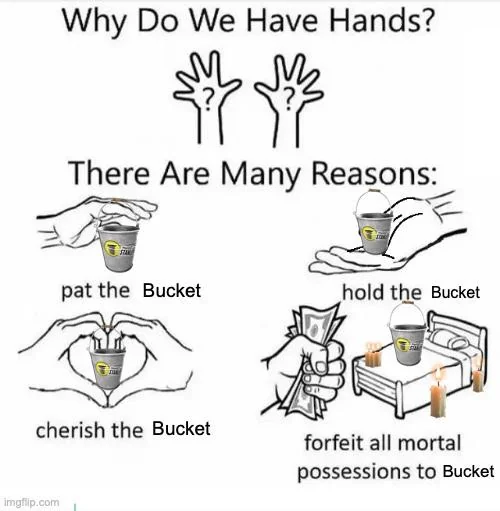 Why Do We Have Hands?
? ?
There Are Many Reasons:
pat the Bucket
hold the Bucket
cherish the Bucket
forfeit all mortal
possessions to Bucket
imgflip.com